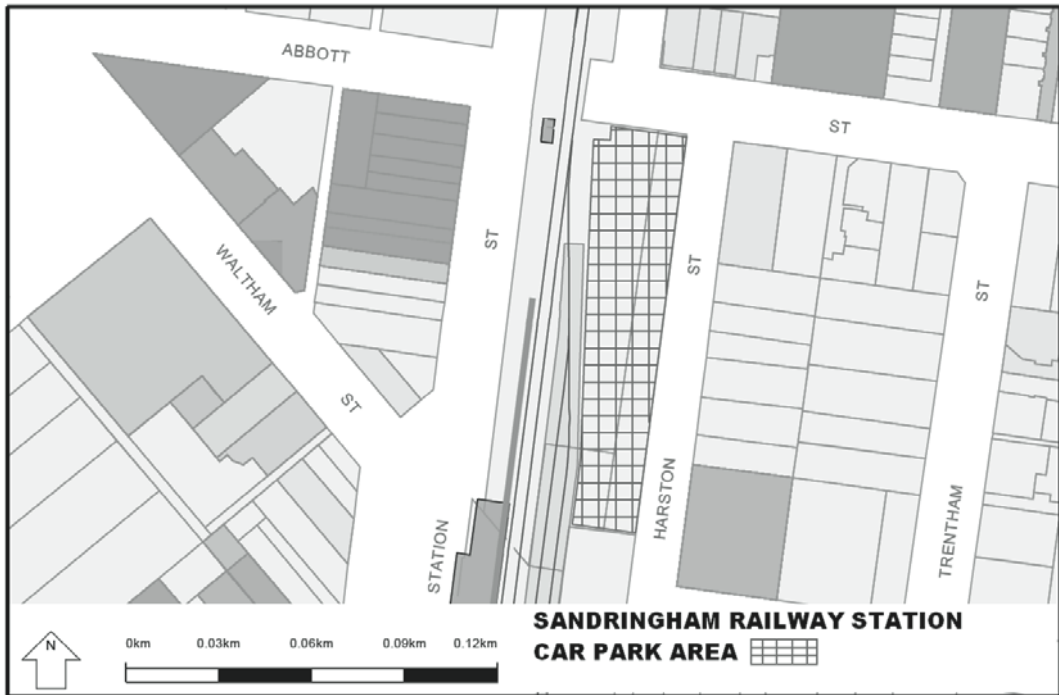 ABBOTT
ST
ST
WALTHAM
ST
ST
ST
HARSTON
STATION
TRENTHAM
N
0km 0.03km 0.06km 0.09km 0.12km
SANDRINGHAM RAILWAY STATION
CAR PARK AREA